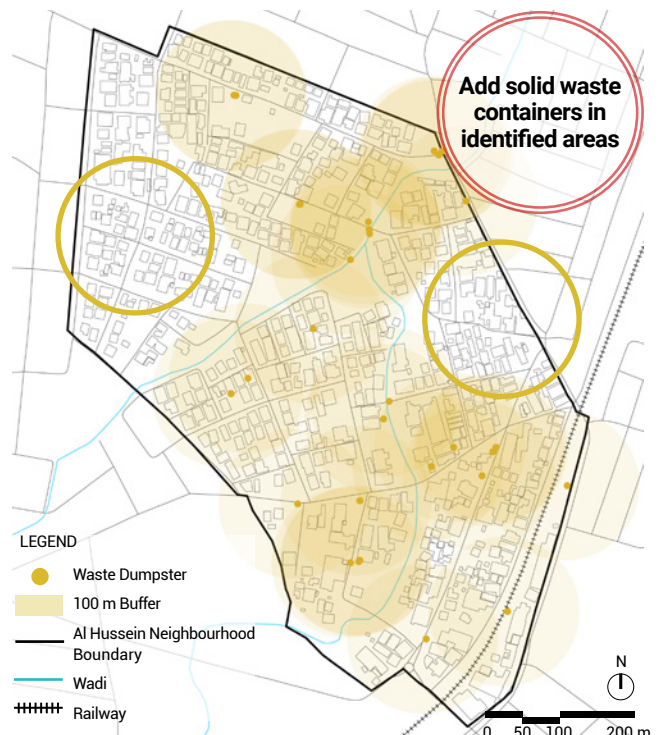 Add solid waste
containers in
identified areas
LEGEND
Waste Dumpster
100 m Buffer
Al Hussein Neighbourhood
Boundary
Wadi
Railway
N
0 50 100 200 m